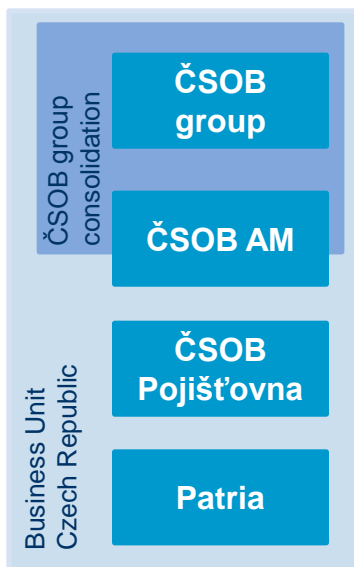 ČSOB group
consolidation
ČSOB
group
ČSOB AM
Business Unit
Czech Republic
ČSOB
Pojišťovna
Patria